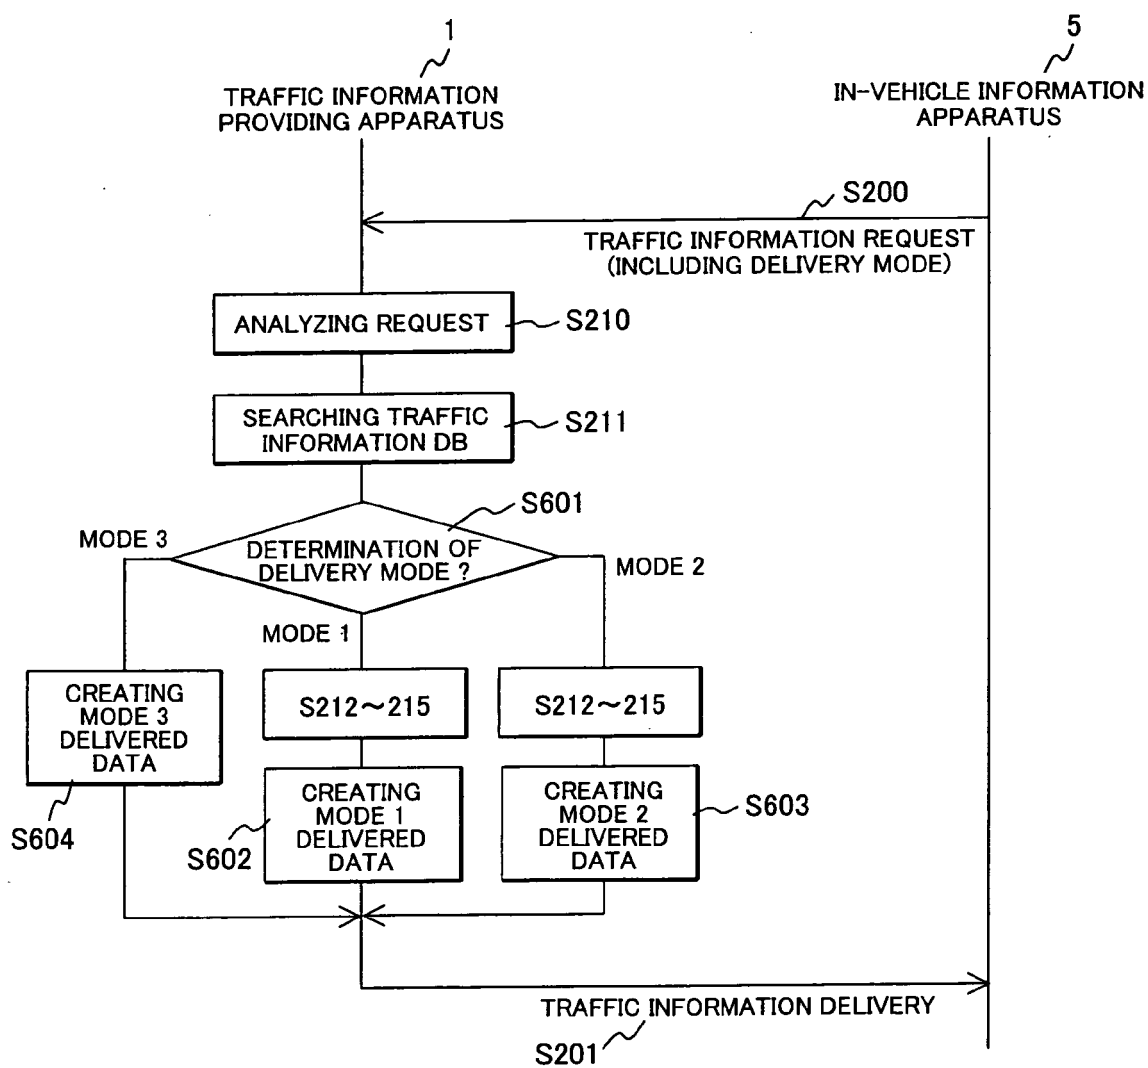 1
TRAFFIC INFORMATION
PROVIDING APPARATUS
5
IN-VEHICLE INFORMATION
APPARATUS
S200
TRAFFIC INFORMATION REQUEST
(INCLUDING DELIVERY MODE)
ANALYZING REQUEST
S210
SEARCHING TRAFFIC
INFORMATION DB
S211
S601
MODE 3
DETERMINATION OF
DELIVERY MODE ?
MODE 2
MODE 1
CREATING
MODE 3
DELIVERED
DATA
S212～215
S212～215
S604
S602
CREATING
MODE 1
DELIVERED
DATA
CREATING
MODE 2
DELIVERED
DATA
S603
TRAFFIC INFORMATION DELIVERY
S201